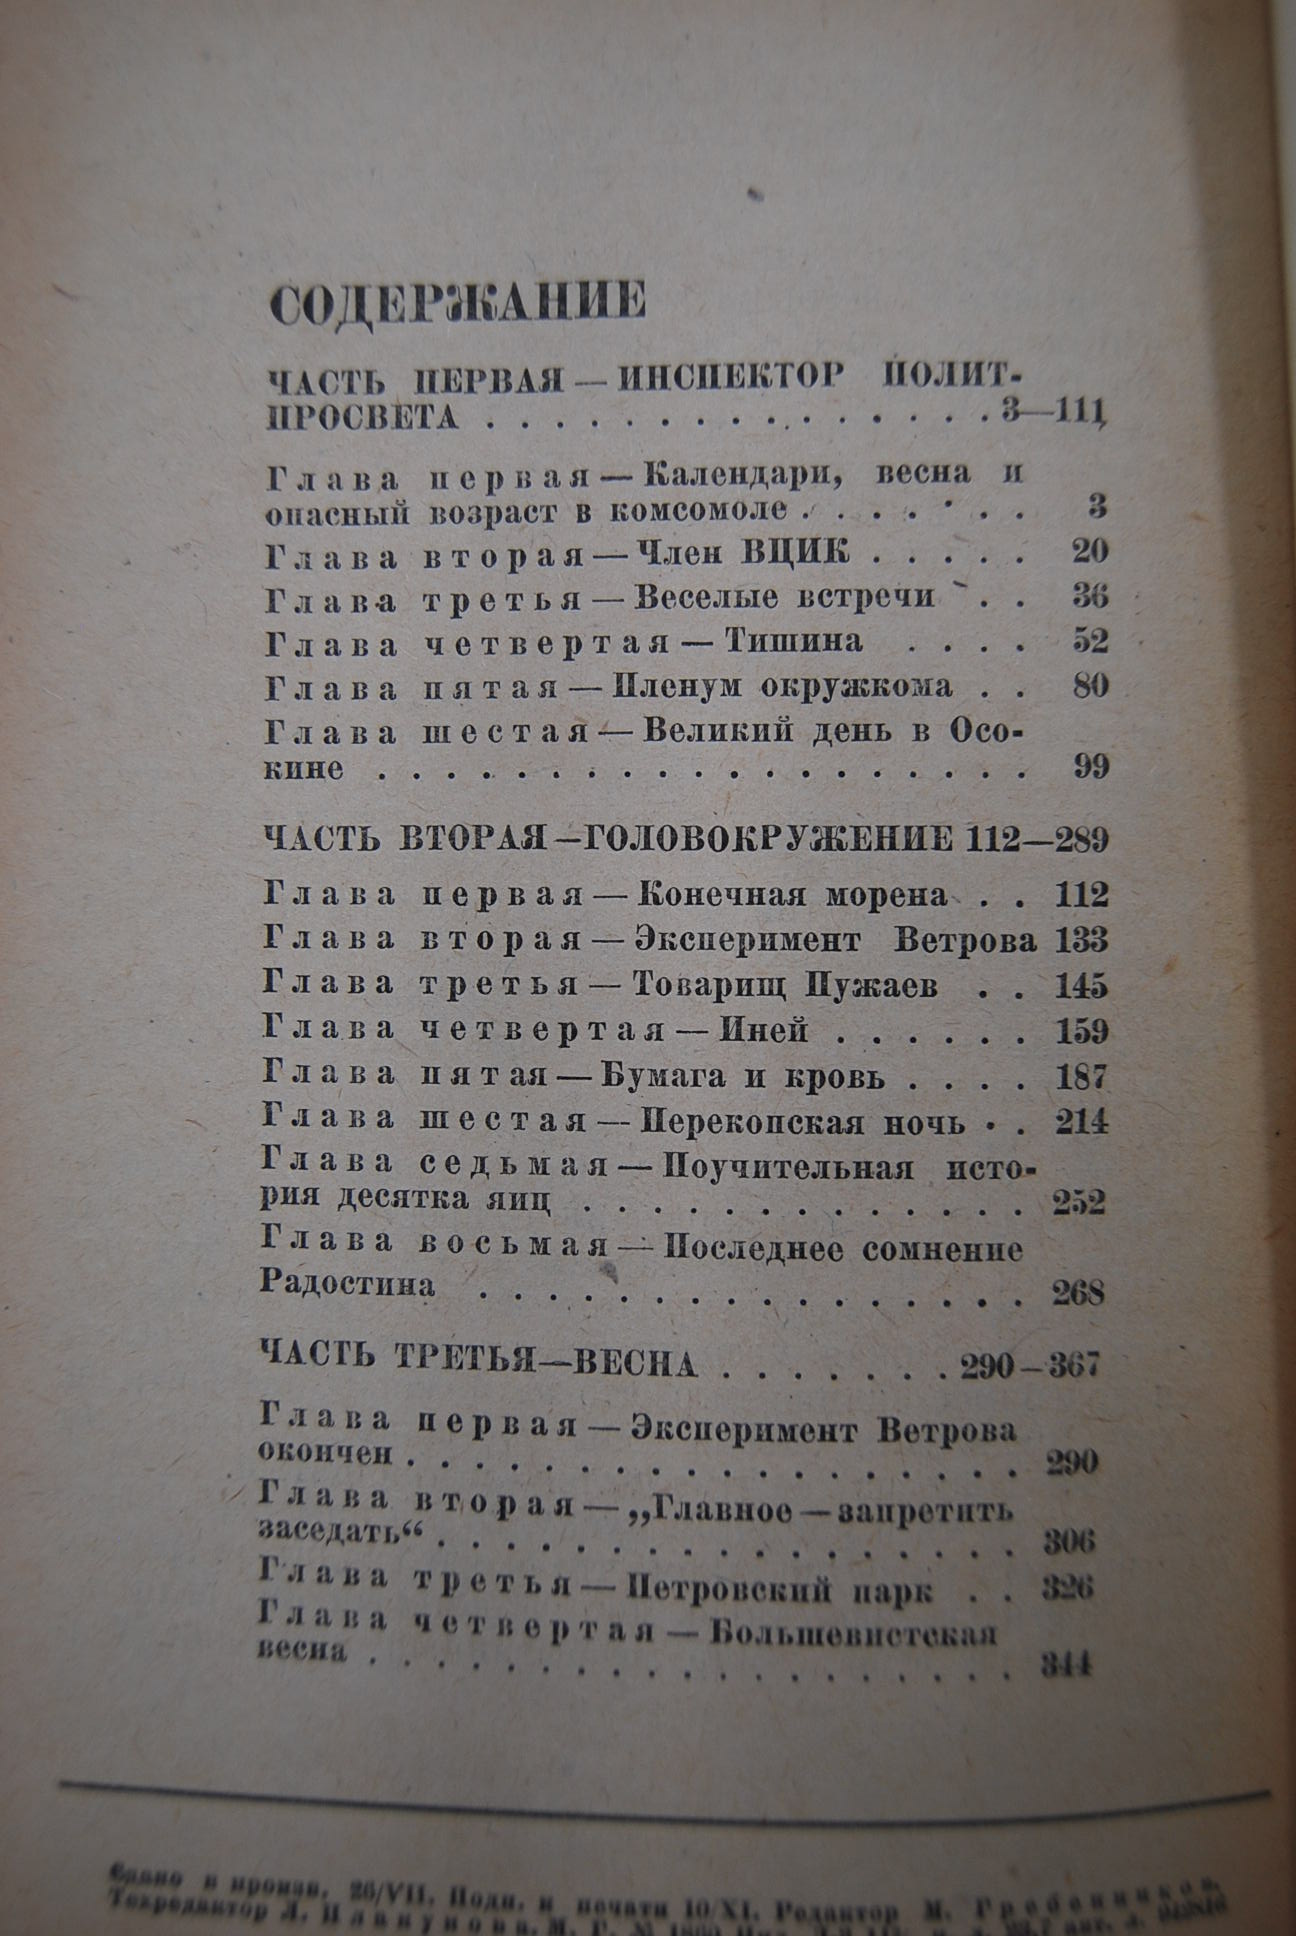 СОДЕРЖАНИЕ
ЧАСТЬ ПЕРВАЯ — ИНСПЕКТОР ПОЛИТ-
ПРОСВЕТА . . . . . . . . . . . . . . . 3—111
Глава первая — Календари, весна и
опасный возраст в комсомоле . . . . . . . 3
Глава вторая — Член ВЦИК . . . . . 20
Глава третья — Веселые встречи . . 36
Глава четвертая — Тишина . . . . 52
Глава пятая — Пленум окружкома . . 80
Глава шестая — Великий день в Осо-
кине . . . . . . . . . . . . . . . . . . . 99
ЧАСТЬ ВТОРАЯ — ГОЛОВОКРУЖЕНИЕ 112—289
Глава первая — Конечная морена . . 112
Глава вторая — Эксперимент Ветрова 133
Глава третья — Товарищ Пужаев . . 145
Глава четвертая — Иней . . . . . . 159
Глава пятая — Бумага и кровь . . . . 187
Глава шестая — Перекопская ночь . . 214
Глава седьмая — Поучительная исто-
рия десятка яиц . . . . . . . . . . . . . 252
Глава восьмая — Последнее сомнение
Радостина . . . . . . . . . . . . . . . . 268
ЧАСТЬ ТРЕТЬЯ — ВЕСНА . . . . . . . 290—367
Глава первая — Эксперимент Ветрова
окончен . . . . . . . . . . . . . . . . . . 290
Глава вторая — „Главное — запретить
заседать“ . . . . . . . . . . . . . . . . . 306
Глава третья — Петровский парк . . 326
Глава четвертая — Большевистская
весна . . . . . . . . . . . . . . . . . . . 344
Сдано в произв. 26/VII. Подп. к печати 10/XI. Редактор М. Гребенников.
Техредактор Л.